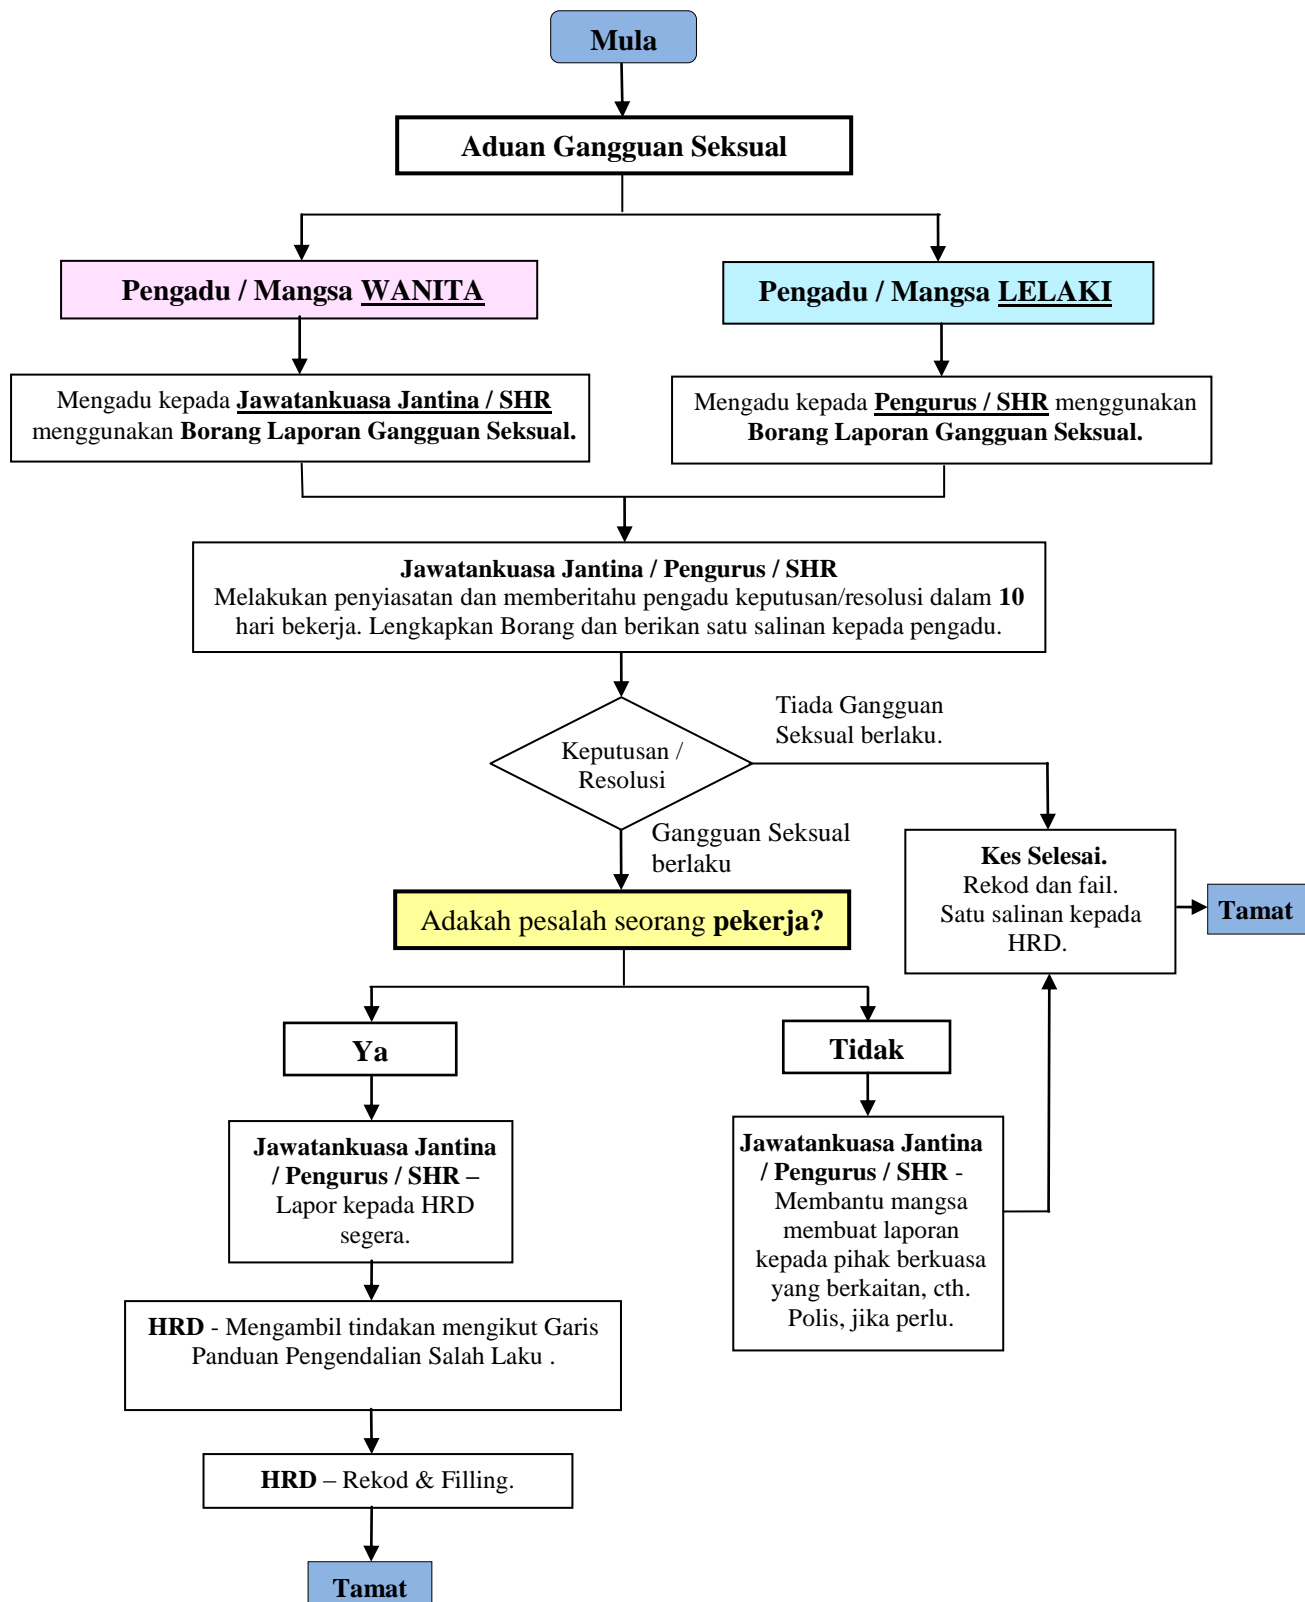 Mula
Aduan Gangguan Seksual
Pengadu / Mangsa WANITA
Pengadu / Mangsa LELAKI
Mengadu kepada Jawatankuasa Jantina / SHR
menggunakan Borang Laporan Gangguan Seksual.
Mengadu kepada Pengurus / SHR menggunakan
Borang Laporan Gangguan Seksual.
Jawatankuasa Jantina / Pengurus / SHR
Melakukan penyiasatan dan memberitahu pengadu keputusan/resolusi dalam 10
hari bekerja. Lengkapkan Borang dan berikan satu salinan kepada pengadu.
Keputusan /
Resolusi
Tiada Gangguan
Seksual berlaku.
Gangguan Seksual
berlaku
Kes Selesai.
Rekod dan fail.
Satu salinan kepada
HRD.
Tamat
Adakah pesalah seorang pekerja?
Ya
Tidak
Jawatankuasa Jantina
/ Pengurus / SHR –
Lapor kepada HRD
segera.
Jawatankuasa Jantina
/ Pengurus / SHR -
Membantu mangsa
membuat laporan
kepada pihak berkuasa
yang berkaitan, cth.
Polis, jika perlu.
HRD - Mengambil tindakan mengikut Garis
Panduan Pengendalian Salah Laku .
HRD – Rekod & Filling.
Tamat